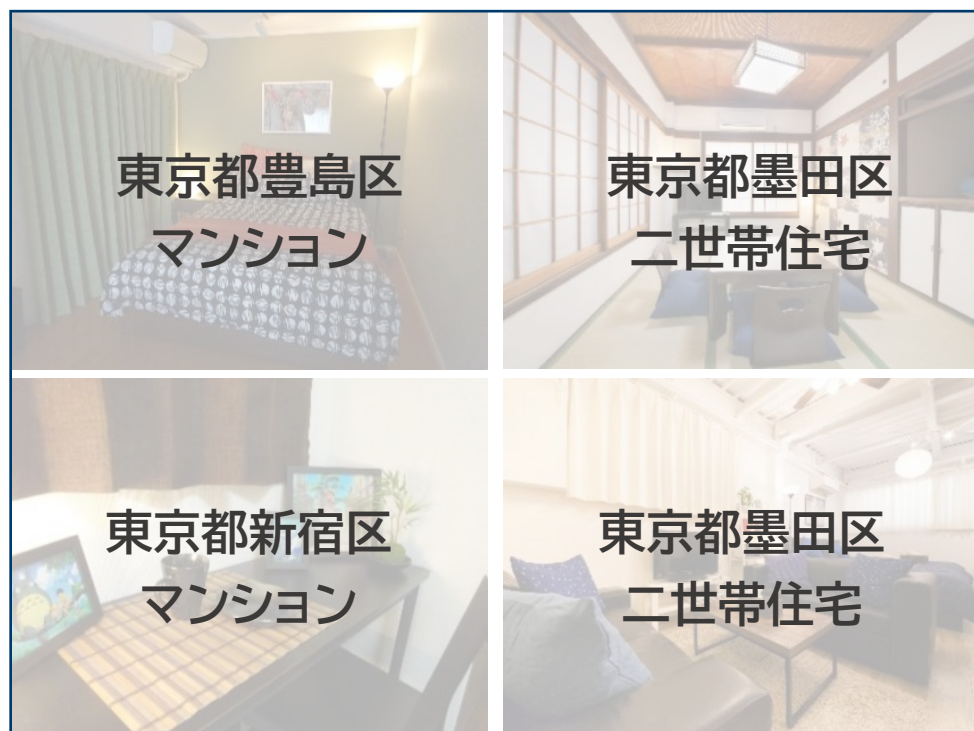 東京都豊島区
マンション
東京都墨田区
二世帯住宅
東京都新宿区
マンション
東京都墨田区
二世帯住宅